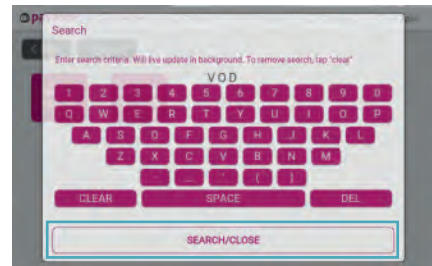 Search
Enter search criteria. Will live update in background. To remove search, tap "clear"
VOD
1 2 3 4 5 6 7 8 9 0
Q W E R T Y U I O P
A S D F G H J K L
Z X C V B N M
- _ ' ( )
CLEAR SPACE DEL
SEARCH/CLOSE